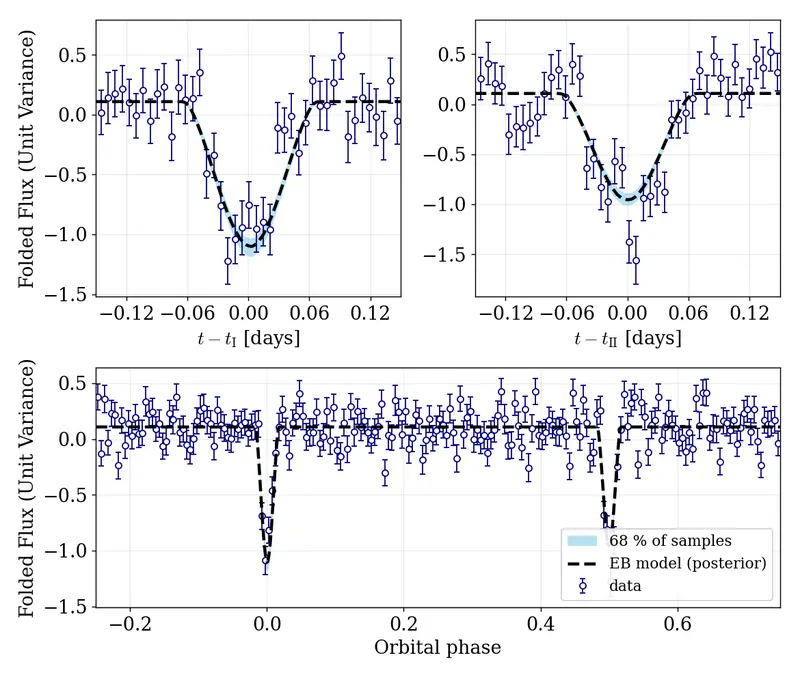 Folded Flux (Unit Variance)
0.5
0.0
−0.5
−1.0
−1.5
−0.12 −0.06 0.00 0.06 0.12
t − tI [days]
0.5
0.0
−0.5
−1.0
−1.5
−0.12 −0.06 0.00 0.06 0.12
t − tII [days]
Folded Flux (Unit Variance)
0.5
0.0
−0.5
−1.0
−1.5
68 % of samples
EB model (posterior)
data
−0.2 0.0 0.2 0.4 0.6
Orbital phase